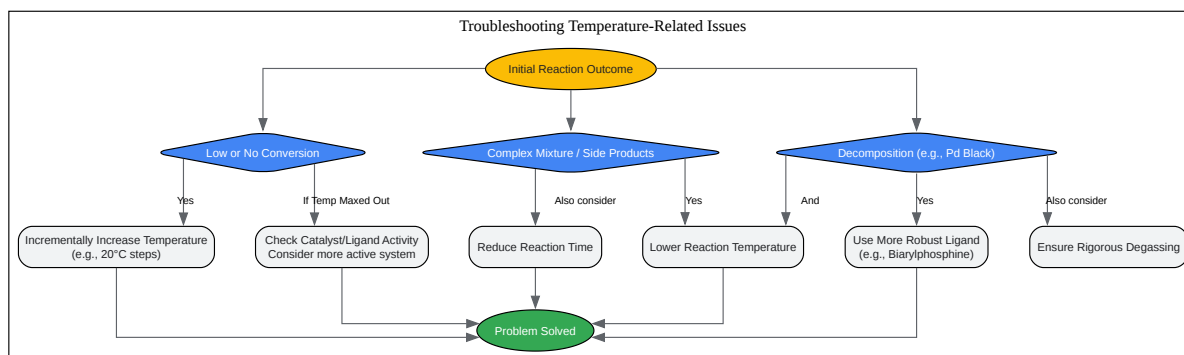 Troubleshooting Temperature-Related Issues
Initial Reaction Outcome
Low or No Conversion
Complex Mixture / Side Products
Decomposition (e.g., Pd Black)
Yes
If Temp Maxed Out
Also consider
Yes
And
Yes
Also consider
Incrementally Increase Temperature
(e.g., 20°C steps)
Check Catalyst/Ligand Activity
Consider more active system
Reduce Reaction Time
Lower Reaction Temperature
Use More Robust Ligand
(e.g., Biarylphosphine)
Ensure Rigorous Degassing
Problem Solved